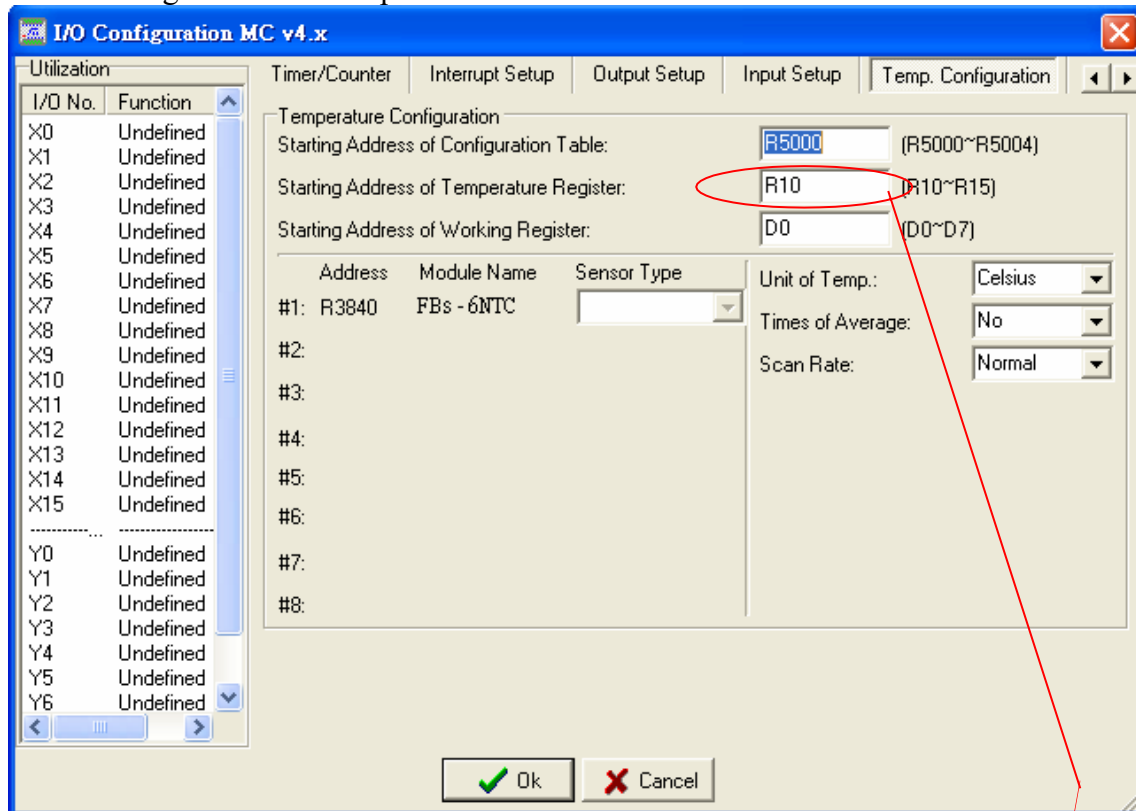 I/O Configuration MC v4.x
Utilization
I/O No. Function
X0 Undefined
X1 Undefined
X2 Undefined
X3 Undefined
X4 Undefined
X5 Undefined
X6 Undefined
X7 Undefined
X8 Undefined
X9 Undefined
X10 Undefined
X11 Undefined
X12 Undefined
X13 Undefined
X14 Undefined
X15 Undefined
----------... -----------------
Y0 Undefined
Y1 Undefined
Y2 Undefined
Y3 Undefined
Y4 Undefined
Y5 Undefined
Y6 Undefined
Timer/Counter Interrupt Setup Output Setup Input Setup Temp. Configuration
Temperature Configuration
Starting Address of Configuration Table: R5000 (R5000~R5004)
Starting Address of Temperature Register: R10 (R10~R15)
Starting Address of Working Register: D0 (D0~D7)
Address Module Name Sensor Type
#1: R3840 FBs - 6NTC
#2:
#3:
#4:
#5:
#6:
#7:
#8:
Unit of Temp.: Celsius
Times of Average: No
Scan Rate: Normal
Ok Cancel